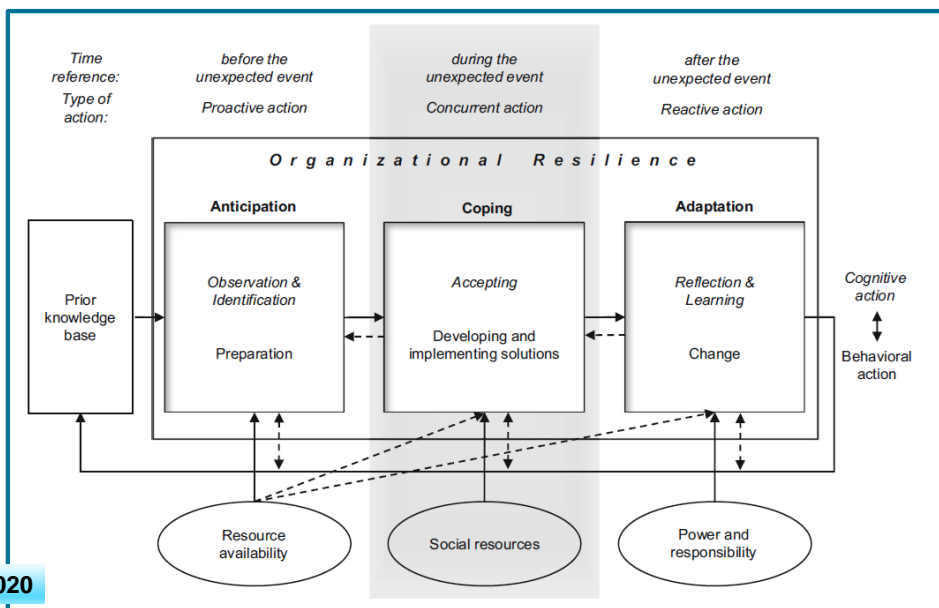 Time
reference:
Type of
action:
before the
unexpected event
Proactive action
during the
unexpected event
Concurrent action
after the
unexpected event
Reactive action
Organizational Resilience
Anticipation
Coping
Adaptation
Prior
knowledge
base
Observation &
Identification
Preparation
Accepting
Developing and
implementing solutions
Reflection &
Learning
Change
Cognitive
action
Behavioral
action
Resource
availability
Social resources
Power and
responsibility
020